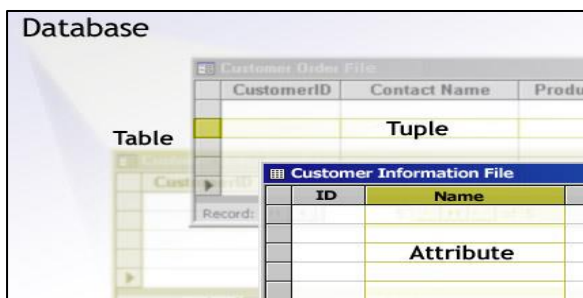 Database
Customer Order File
CustomerID Contact Name Produ
Tuple
Table
Customer Information File
ID Name
Record:
Attribute